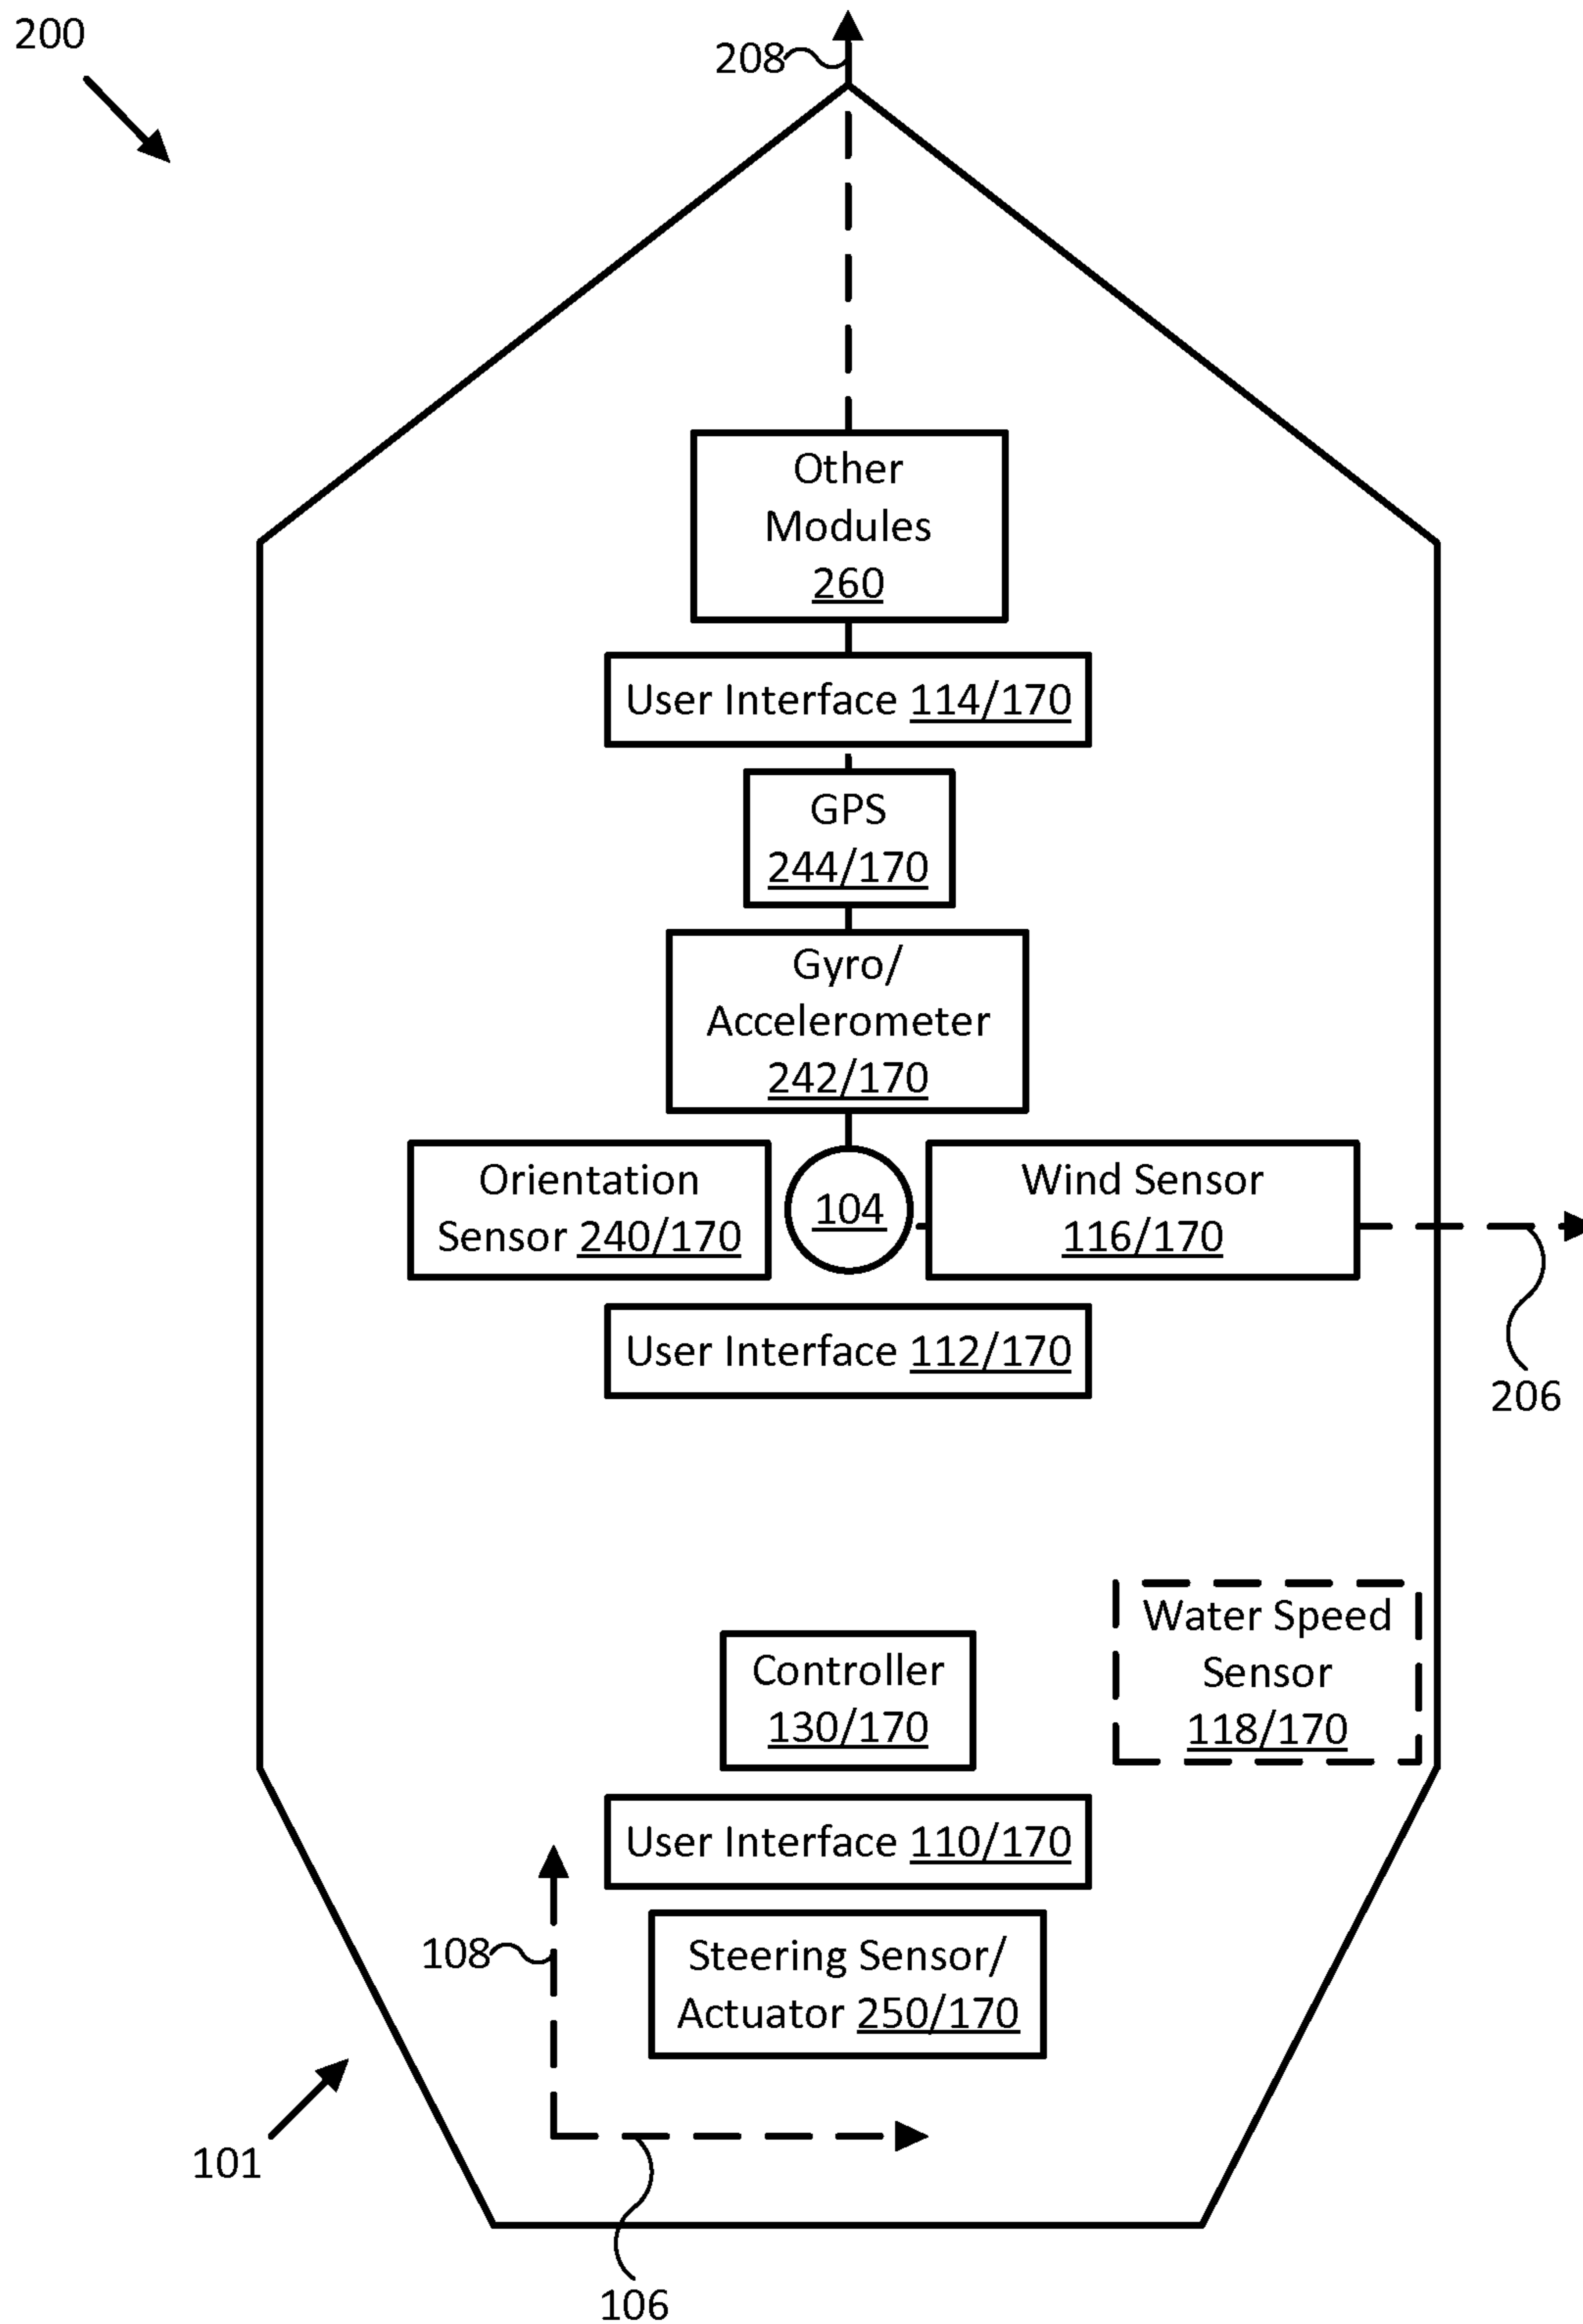 200
208
Other
Modules
260
User Interface 114/170
GPS
244/170
Gyro/
Accelerometer
242/170
Orientation
Sensor 240/170
104
Wind Sensor
116/170
User Interface 112/170
206
Water Speed
Sensor
118/170
Controller
130/170
User Interface 110/170
108
Steering Sensor/
Actuator 250/170
101
106